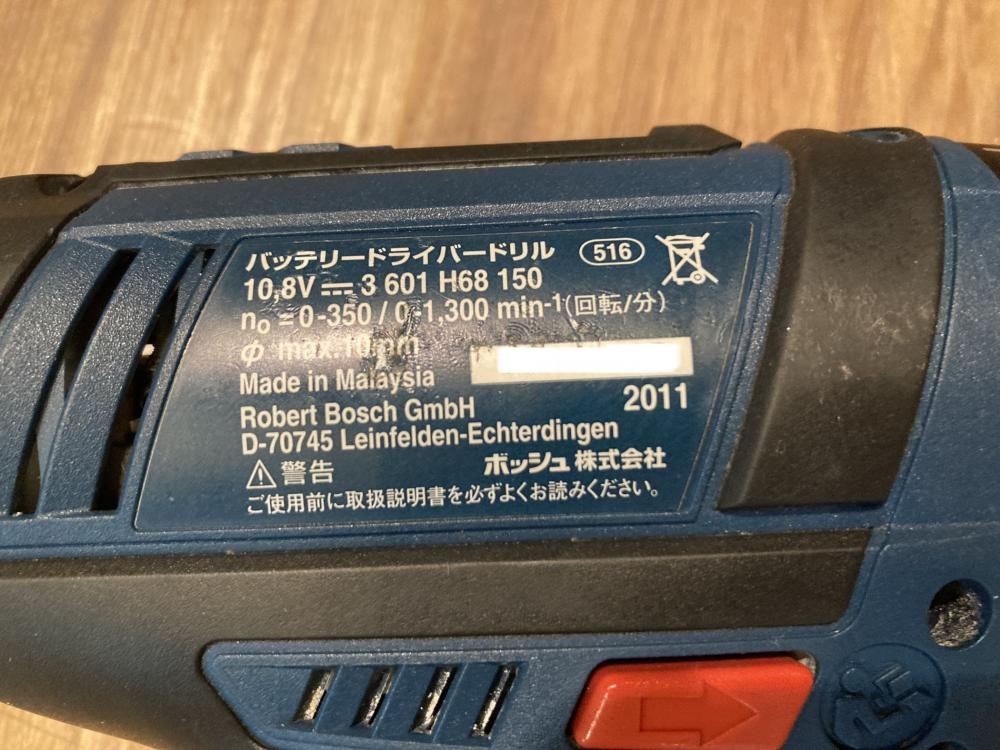 バッテリードライバードリル 516
10,8V ⎓ 3 601 H68 150
n₀ = 0-350 / 0-1,300 min⁻¹(回転/分)
Φ max.10mm
Made in Malaysia
Robert Bosch GmbH 2011
D-70745 Leinfelden-Echterdingen
⚠警告 ボッシュ株式会社
ご使用前に取扱説明書を必ずよくお読みください。